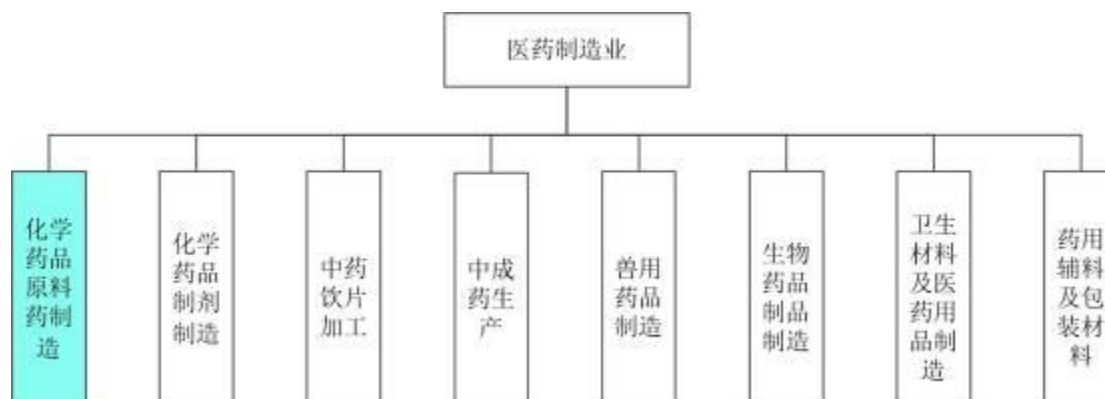 医药制造业
化学
药品
原料
药制
造
化学
药品
制剂
制造
中药
饮片
加工
中成
药生
产
兽用
药品
制造
生物
药品
制品
制造
卫生
材料
及医
药用
品制
造
药用
辅料
及包
装材
料